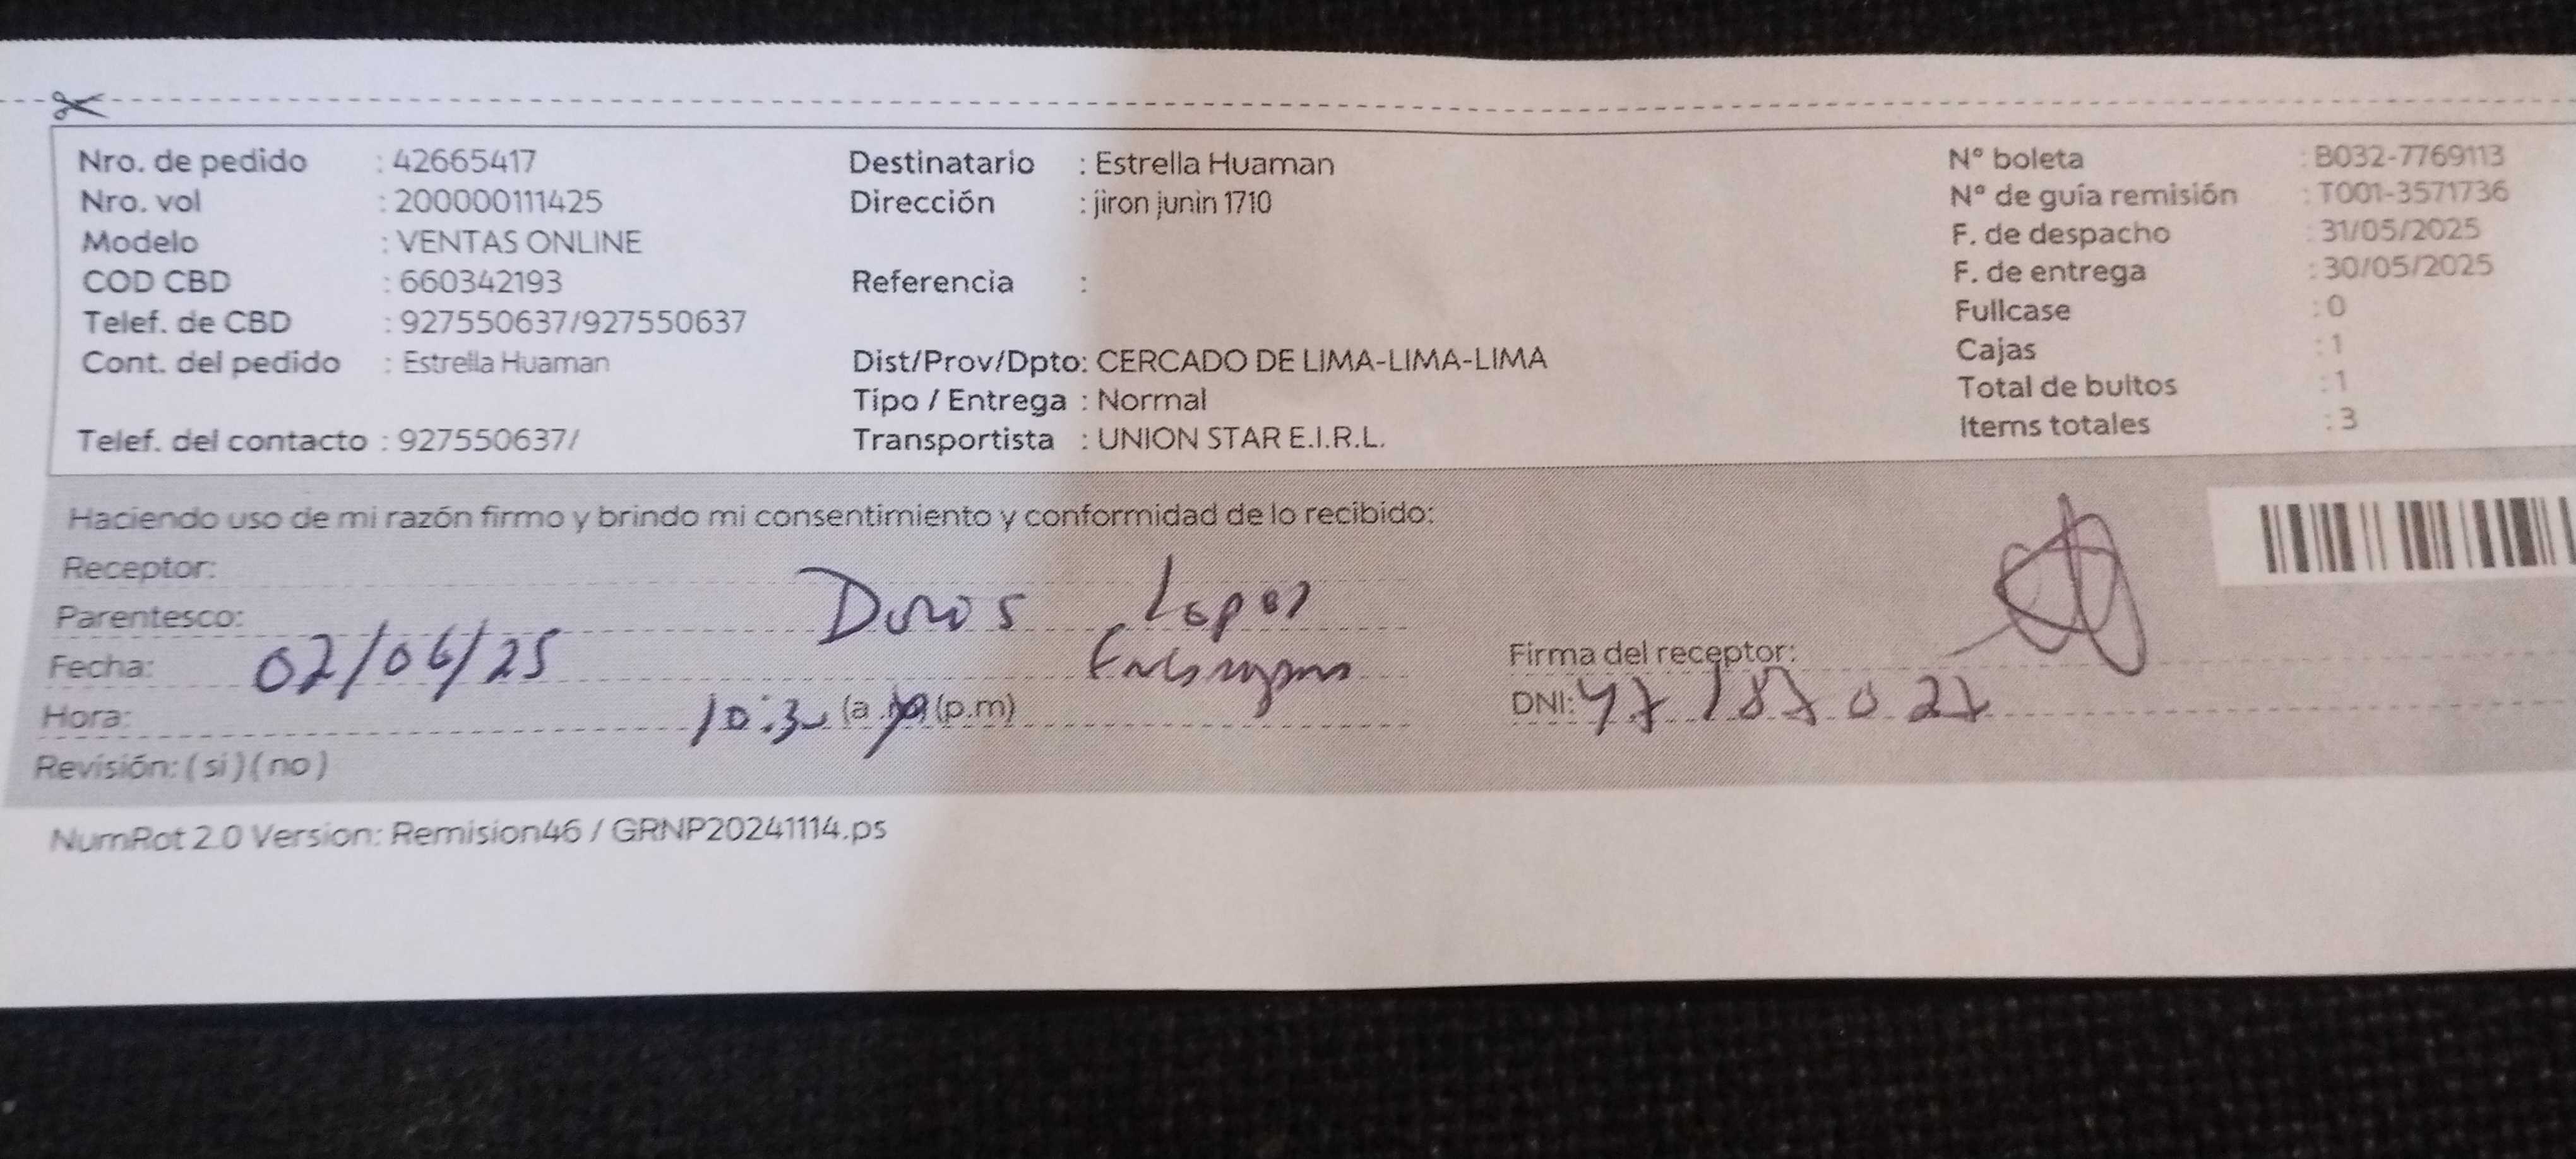 Nro. de pedido : 42665417
Nro. vol : 200000111425
Modelo : VENTAS ONLINE
COD CBD : 660342193
Telef. de CBD : 927550637/927550637
Cont. del pedido : Estrella Huaman
Telef. del contacto : 927550637/
Destinatario : Estrella Huaman
Dirección : jiron junin 1710
Referencia :
Dist/Prov/Dpto: CERCADO DE LIMA-LIMA-LIMA
Tipo / Entrega : Normal
Transportista : UNION STAR E.I.R.L.
N° boleta : B032-7769113
N° de guía remisión : T001-3571736
F. de despacho : 31/05/2025
F. de entrega : 30/05/2025
Fullcase : 0
Cajas : 1
Total de bultos : 1
Items totales : 3
Haciendo uso de mi razón firmo y brindo mi consentimiento y conformidad de lo recibido:
Receptor:
Parentesco: Lopez
Fecha: 02/06/25
Hora: 10:30 (a.m) (p.m)
Revisión: ( si ) ( no )
Firma del receptor:
DNI: 47187027
NumRot 2.0 Version: Remision46 / GRNP20241114.ps